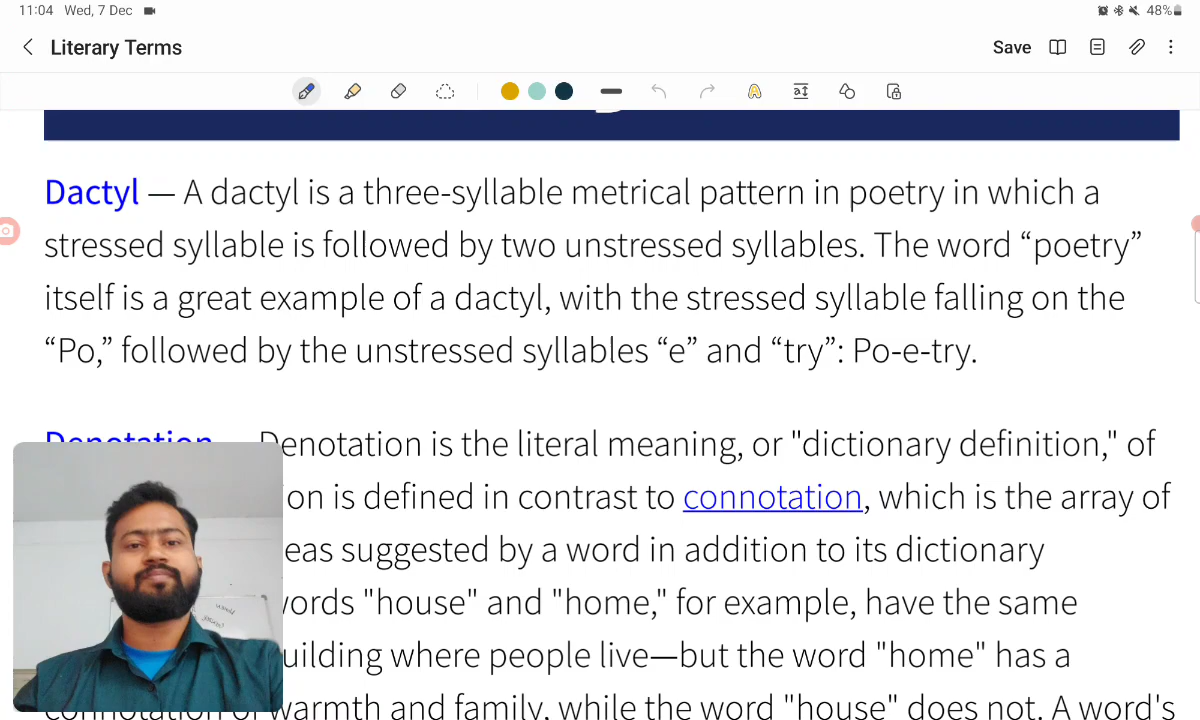 11:04 Wed, 7 Dec 48%
Literary Terms Save
Dactyl — A dactyl is a three-syllable metrical pattern in poetry in which a
stressed syllable is followed by two unstressed syllables. The word “poetry”
itself is a great example of a dactyl, with the stressed syllable falling on the
“Po,” followed by the unstressed syllables “e” and “try”: Po-e-try.
Denotation Denotation is the literal meaning, or "dictionary definition," of
is defined in contrast to connotation, which is the array of
suggested by a word in addition to its dictionary
"house" and "home," for example, have the same
where people live—but the word "home" has a
connotation of warmth and family, while the word "house" does not. A word's